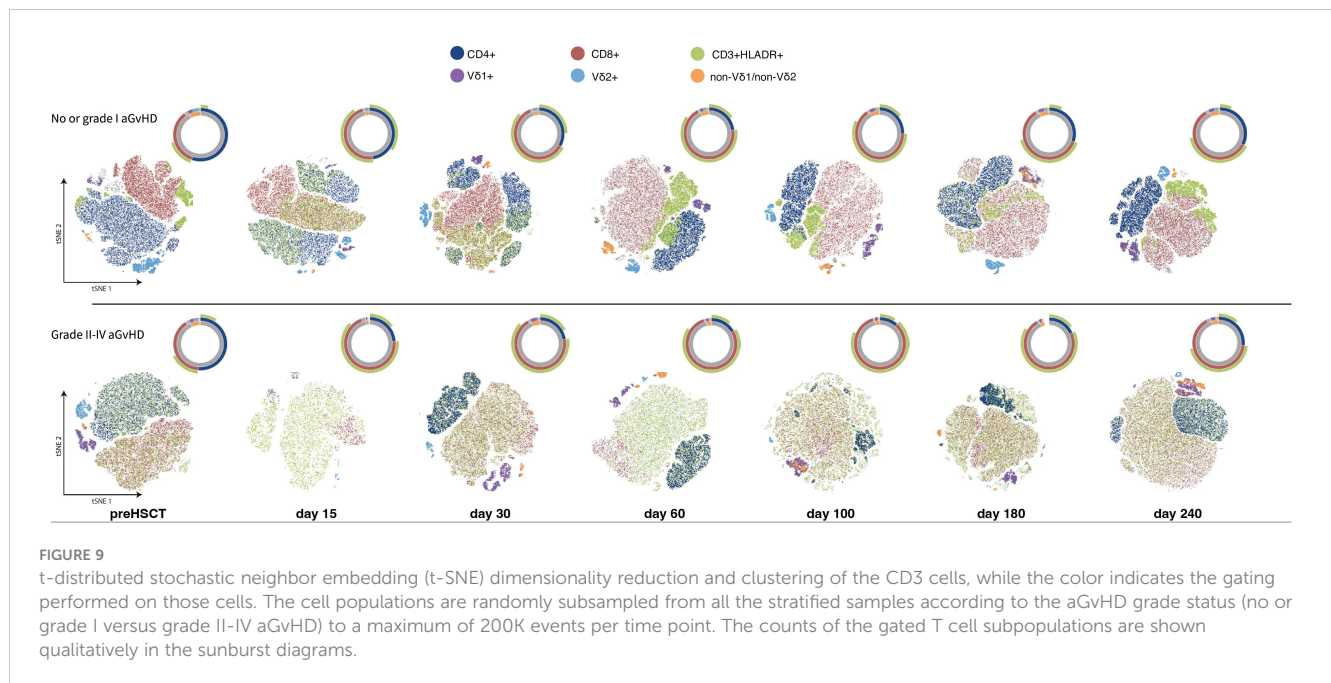 CD4+ CD8+ CD3+HLADR+
Vδ1+ Vδ2+ non-Vδ1/non-Vδ2
No or grade I aGvHD
tSNE 2
tSNE 1
Grade II-IV aGvHD
tSNE 2
tSNE 1
preHSCT day 15 day 30 day 60 day 100 day 180 day 240
FIGURE 9
t-distributed stochastic neighbor embedding (t-SNE) dimensionality reduction and clustering of the CD3 cells, while the color indicates the gating
performed on those cells. The cell populations are randomly subsampled from all the stratified samples according to the aGvHD grade status (no or
grade I versus grade II-IV aGvHD) to a maximum of 200K events per time point. The counts of the gated T cell subpopulations are shown
qualitatively in the sunburst diagrams.